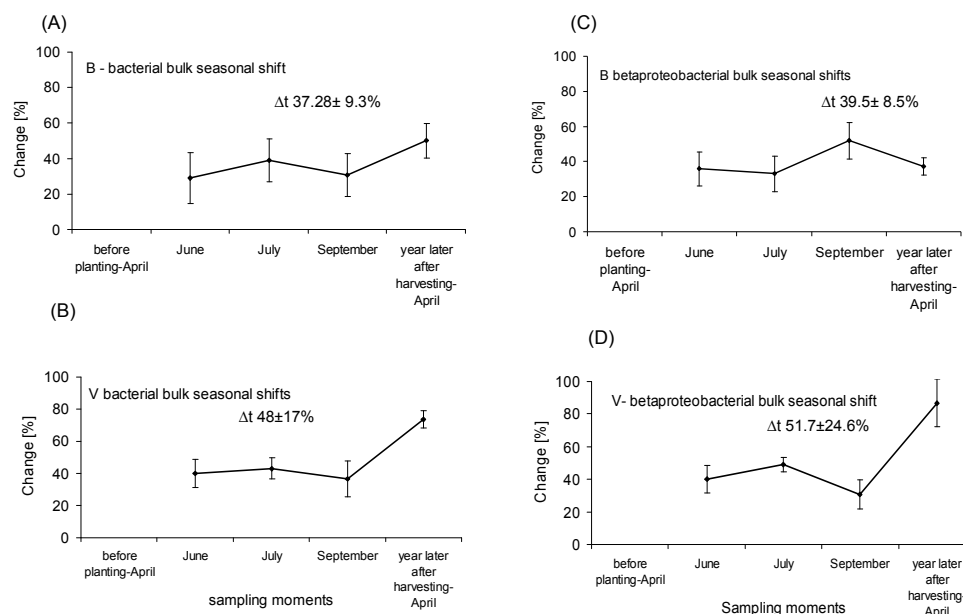 (A)
B - bacterial bulk seasonal shift
Δt 37.28± 9.3%
Change [%]
100
80
60
40
20
0
before
planting-April
June
July
September
year later
after
harvesting-
April
(B)
V bacterial bulk seasonal shifts
Δt 48±17%
Change [%]
100
80
60
40
20
0
before
planting-April
June
July
September
year later
after
harvesting-
April
sampling moments
(C)
B betaproteobacterial bulk seasonal shifts
Δt 39.5± 8.5%
Change [%]
100
80
60
40
20
0
before
planting-
April
June
July
September
year later
after
harvesting-
April
(D)
V- betaproteobacterial bulk seasonal shift
Δt 51.7±24.6%
Change [%]
100
80
60
40
20
0
before
planting-April
June
July
September
year later
after
harvesting-
April
Sampling moments